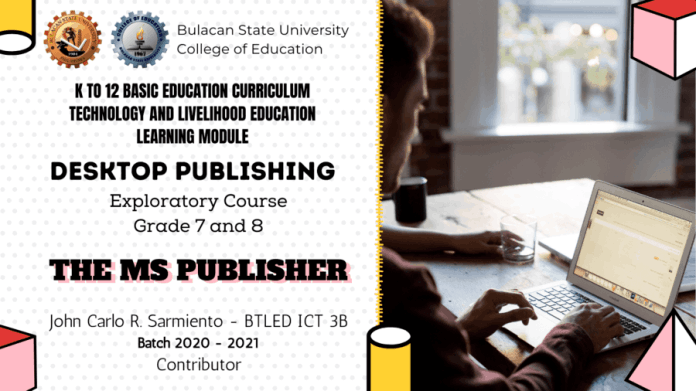 Bulacan State University
College of Education
K TO 12 BASIC EDUCATION CURRICULUM
TECHNOLOGY AND LIVELIHOOD EDUCATION
LEARNING MODULE
DESKTOP PUBLISHING
Exploratory Course
Grade 7 and 8
THE MS PUBLISHER
John Carlo R. Sarmiento - BTLED ICT 3B
Batch 2020 - 2021
Contributor